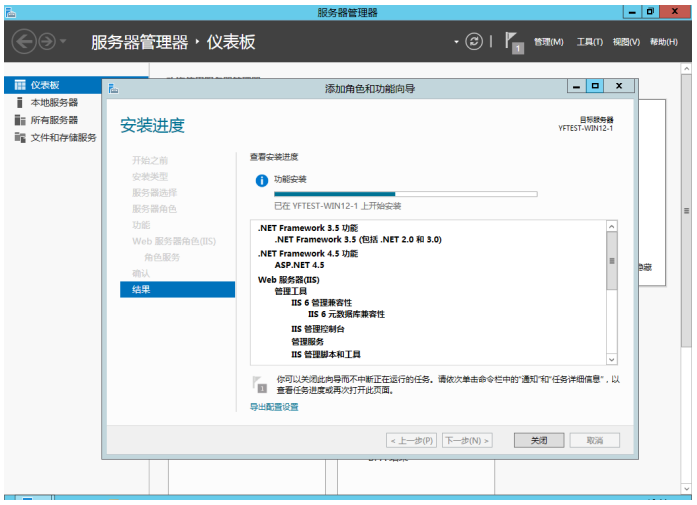 服务器管理器
服务器管理器 · 仪表板
1
管理(M) 工具(T) 视图(V) 帮助(H)
仪表板
本地服务器
所有服务器
文件和存储服务
添加角色和功能向导
安装进度
目标服务器
YFTEST-WIN12-1
开始之前
安装类型
服务器选择
服务器角色
功能
Web 服务器角色(IIS)
角色服务
确认
结果
查看安装进度
功能安装
已在 YFTEST-WIN12-1 上开始安装
.NET Framework 3.5 功能
.NET Framework 3.5 (包括 .NET 2.0 和 3.0)
.NET Framework 4.5 功能
ASP.NET 4.5
Web 服务器(IIS)
管理工具
IIS 6 管理兼容性
IIS 6 元数据库兼容性
IIS 管理控制台
管理服务
IIS 管理脚本和工具
1
你可以关闭此向导而不中断正在运行的任务。请依次单击命令栏中的"通知"和"任务详细信息"，以
查看任务进度或再次打开此页面。
导出配置设置
< 上一步(P) 下一步(N) > 关闭 取消